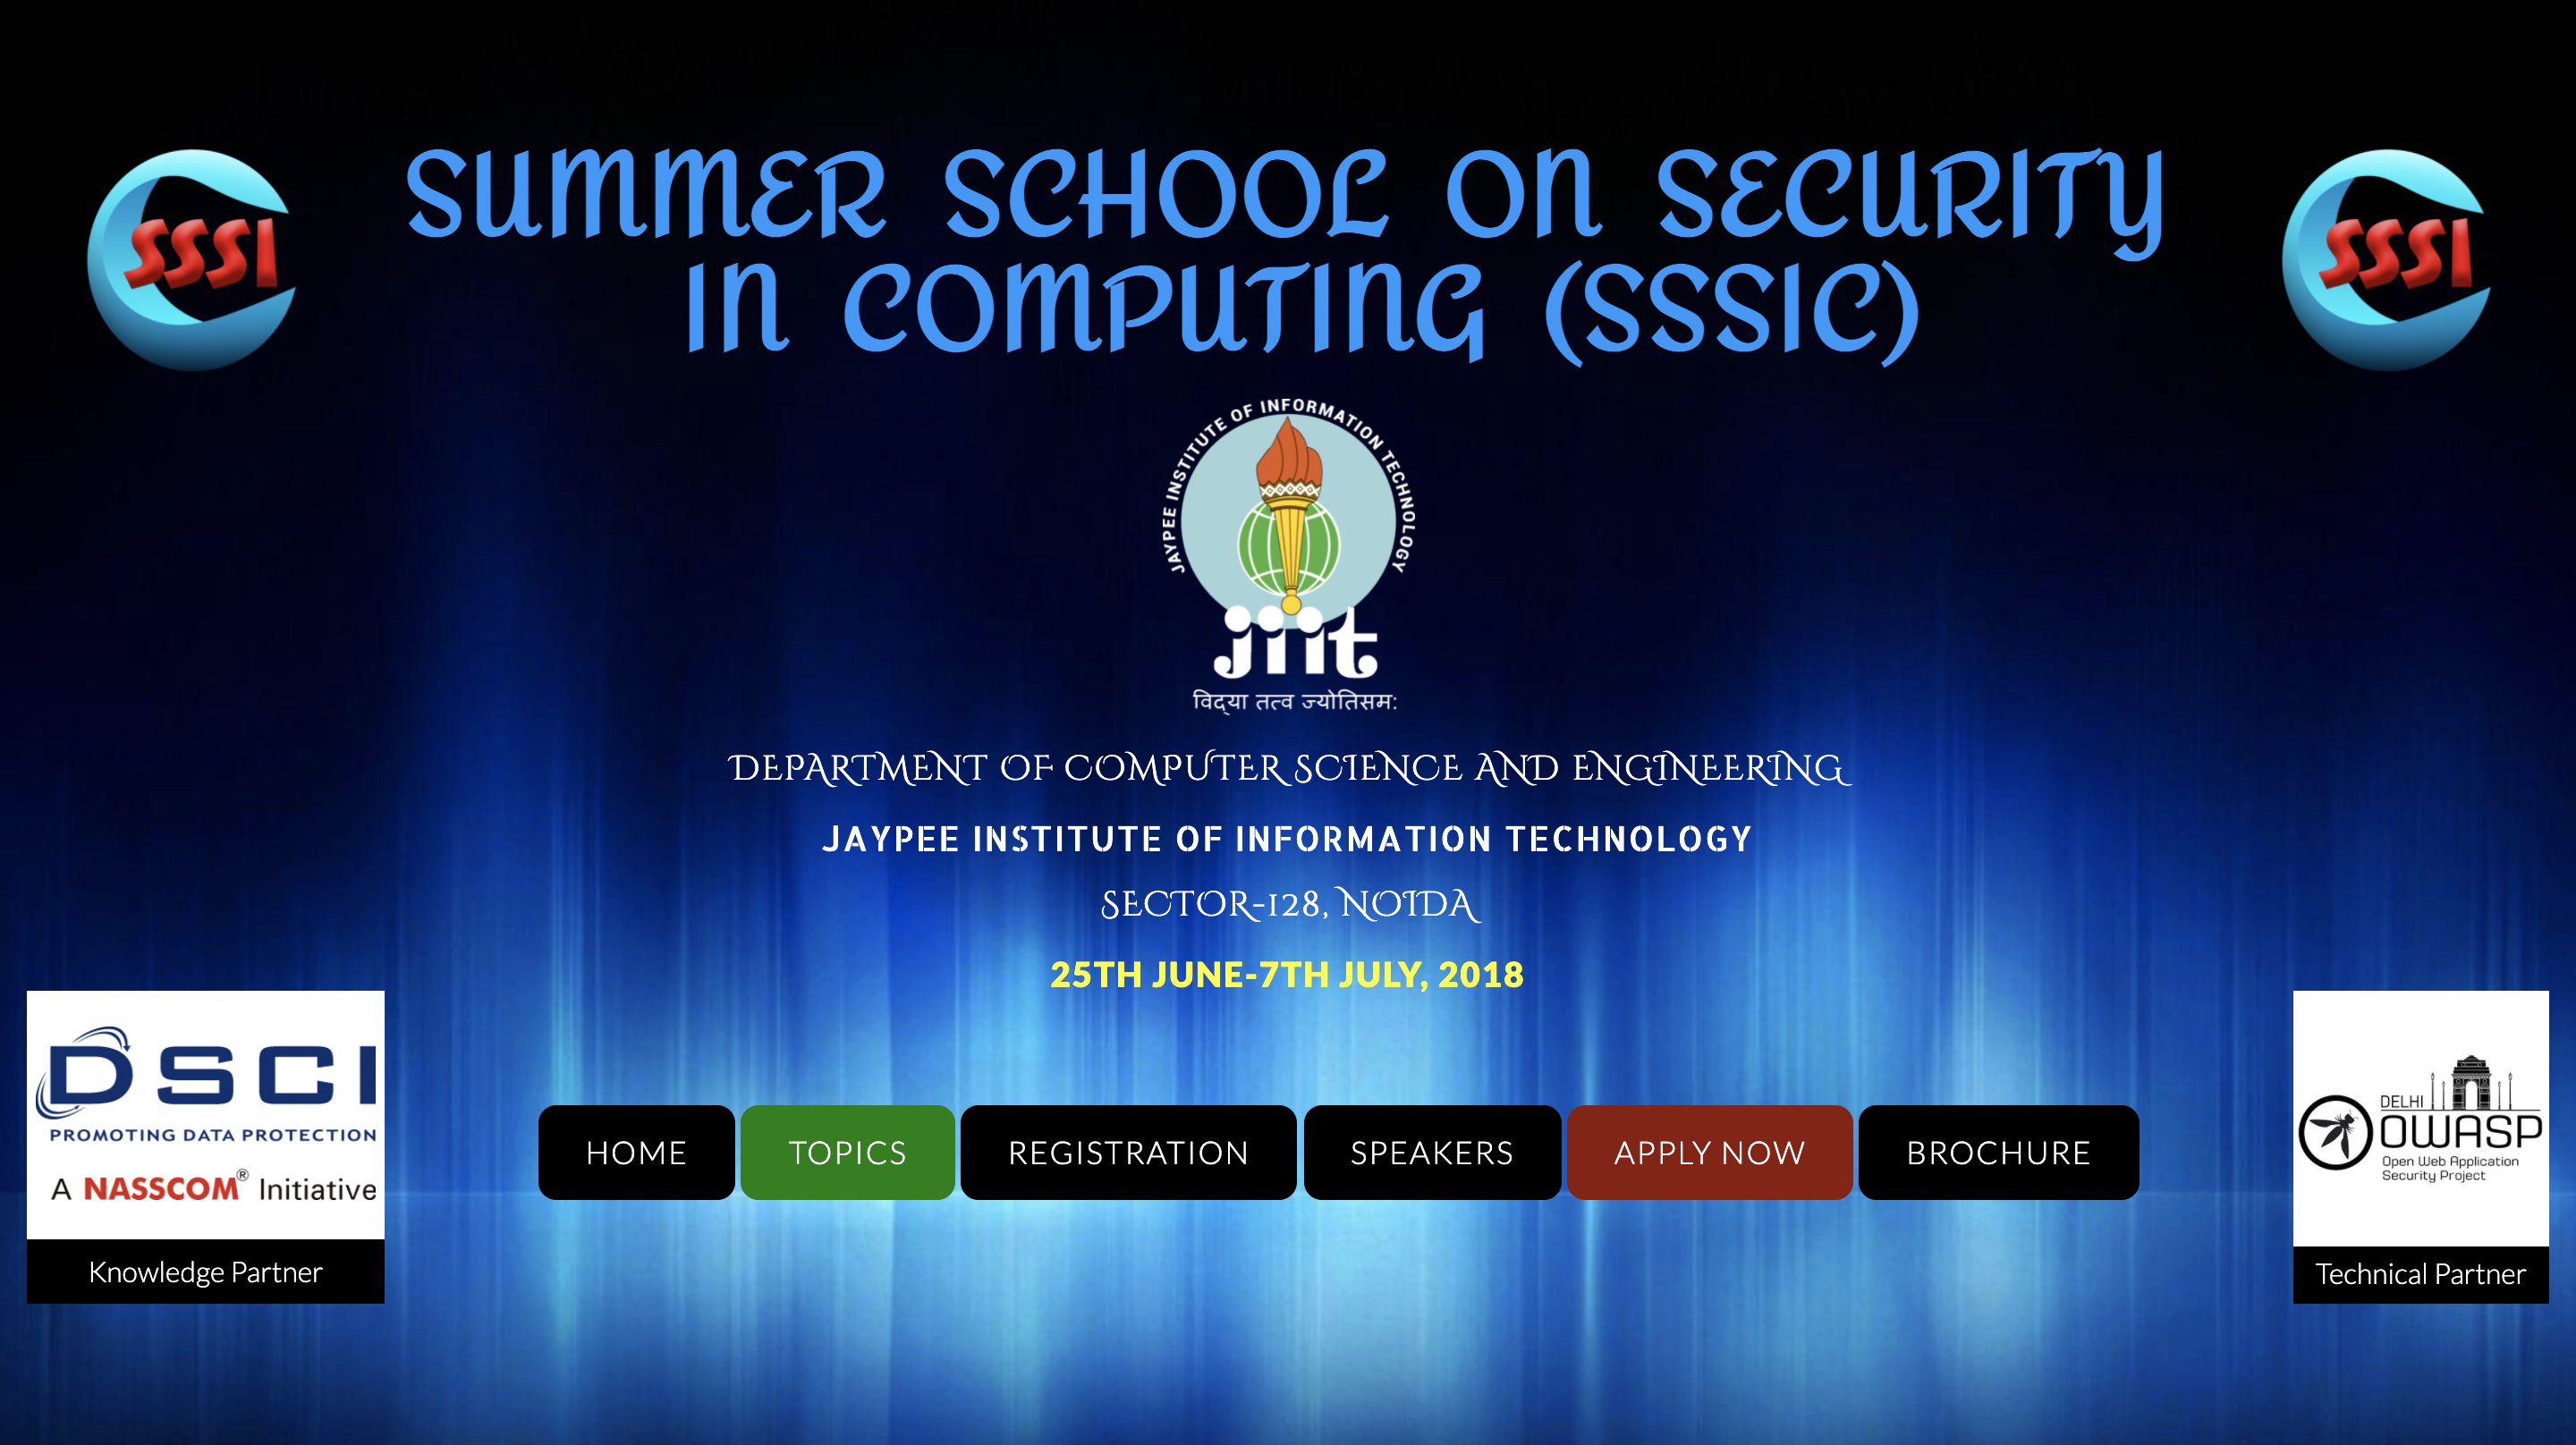 SUMMER SCHOOL ON SECURITY
IN COMPUTING (SSSIC)
SSSI
SSSI
JAYPEE INSTITUTE OF INFORMATION TECHNOLOGY
jiit
विद्या तत्व ज्योतिसमः
DEPARTMENT OF COMPUTER SCIENCE AND ENGINEERING
JAYPEE INSTITUTE OF INFORMATION TECHNOLOGY
SECTOR-128, NOIDA
25TH JUNE-7TH JULY, 2018
DSCI
PROMOTING DATA PROTECTION
A NASSCOM® Initiative
Knowledge Partner
HOME
TOPICS
REGISTRATION
SPEAKERS
APPLY NOW
BROCHURE
DELHI
OWASP
Open Web Application
Security Project
Technical Partner